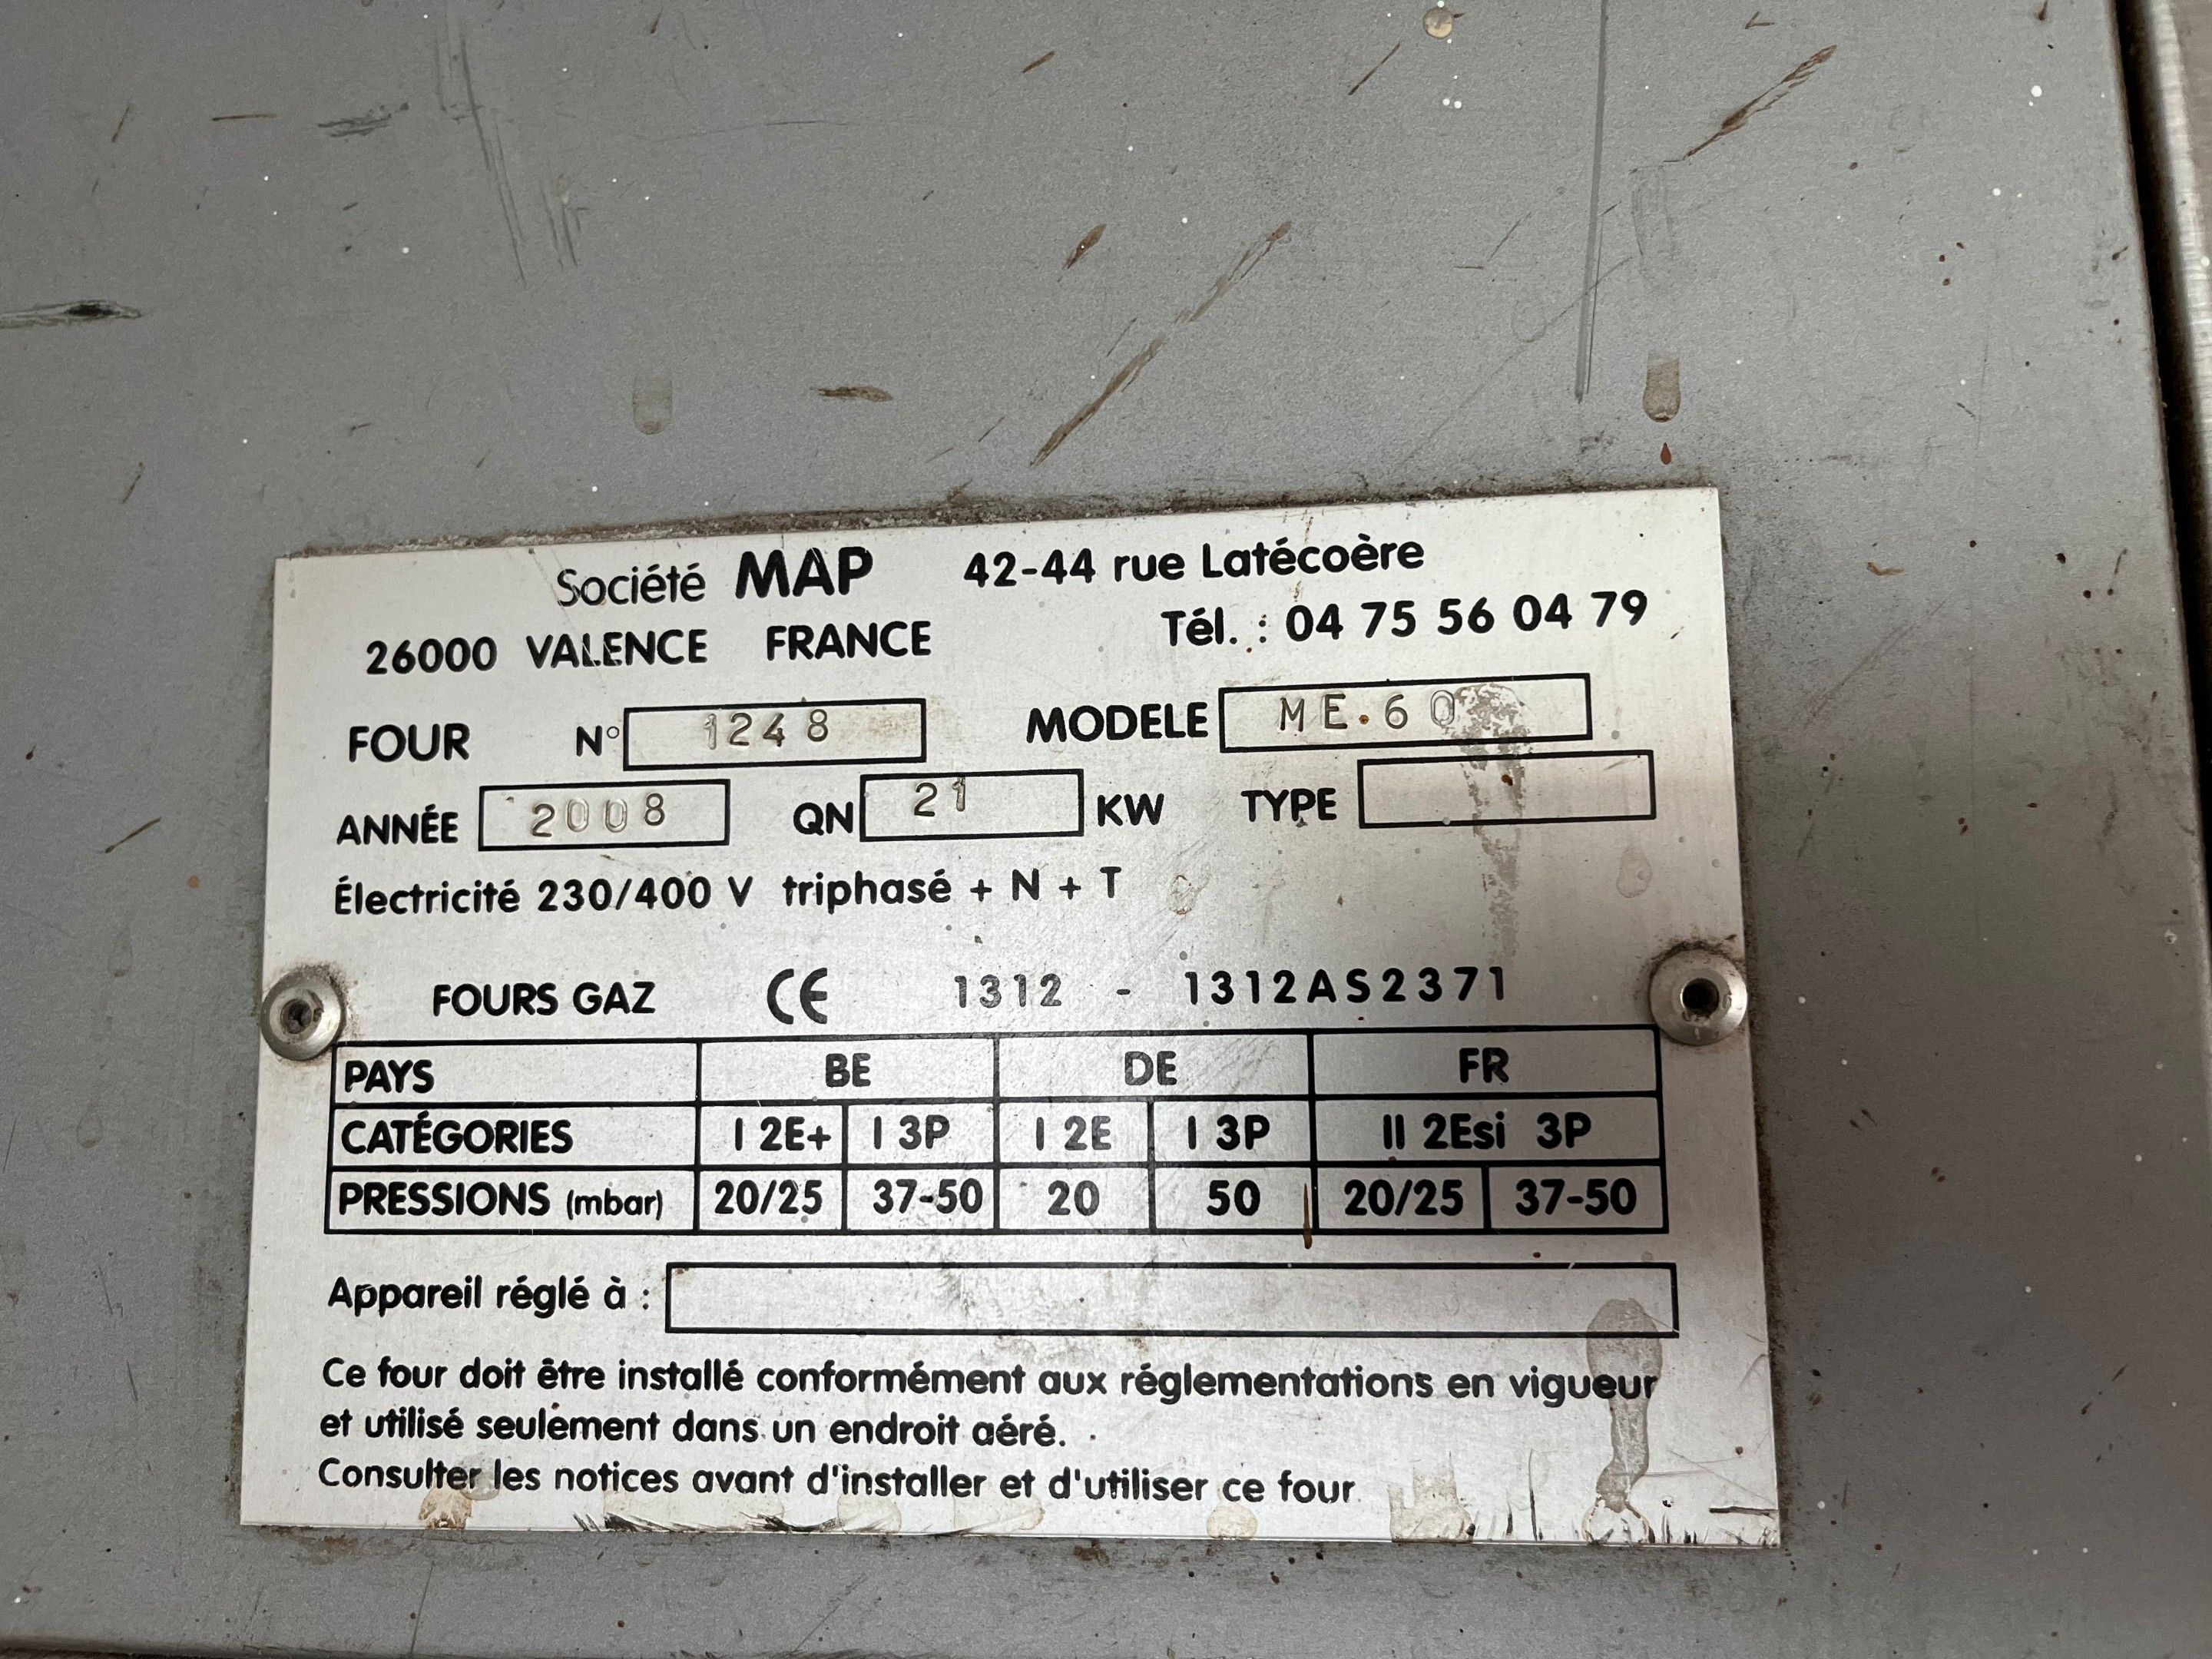 Société MAP 42-44 rue Latécoère
26000 VALENCE FRANCE Tél. : 04 75 56 04 79
FOUR N° 1248 MODELE ME.60
ANNÉE 2008 QN 21 KW TYPE
Électricité 230/400 V triphasé + N + T
FOURS GAZ CE 1312 - 1312AS2371
PAYS BE DE FR
CATÉGORIES I 2E+ I 3P I 2E I 3P II 2Esi 3P
PRESSIONS (mbar) 20/25 37-50 20 50 20/25 37-50
Appareil réglé à :
Ce four doit être installé conformément aux réglementations en vigueur
et utilisé seulement dans un endroit aéré.
Consulter les notices avant d'installer et d'utiliser ce four